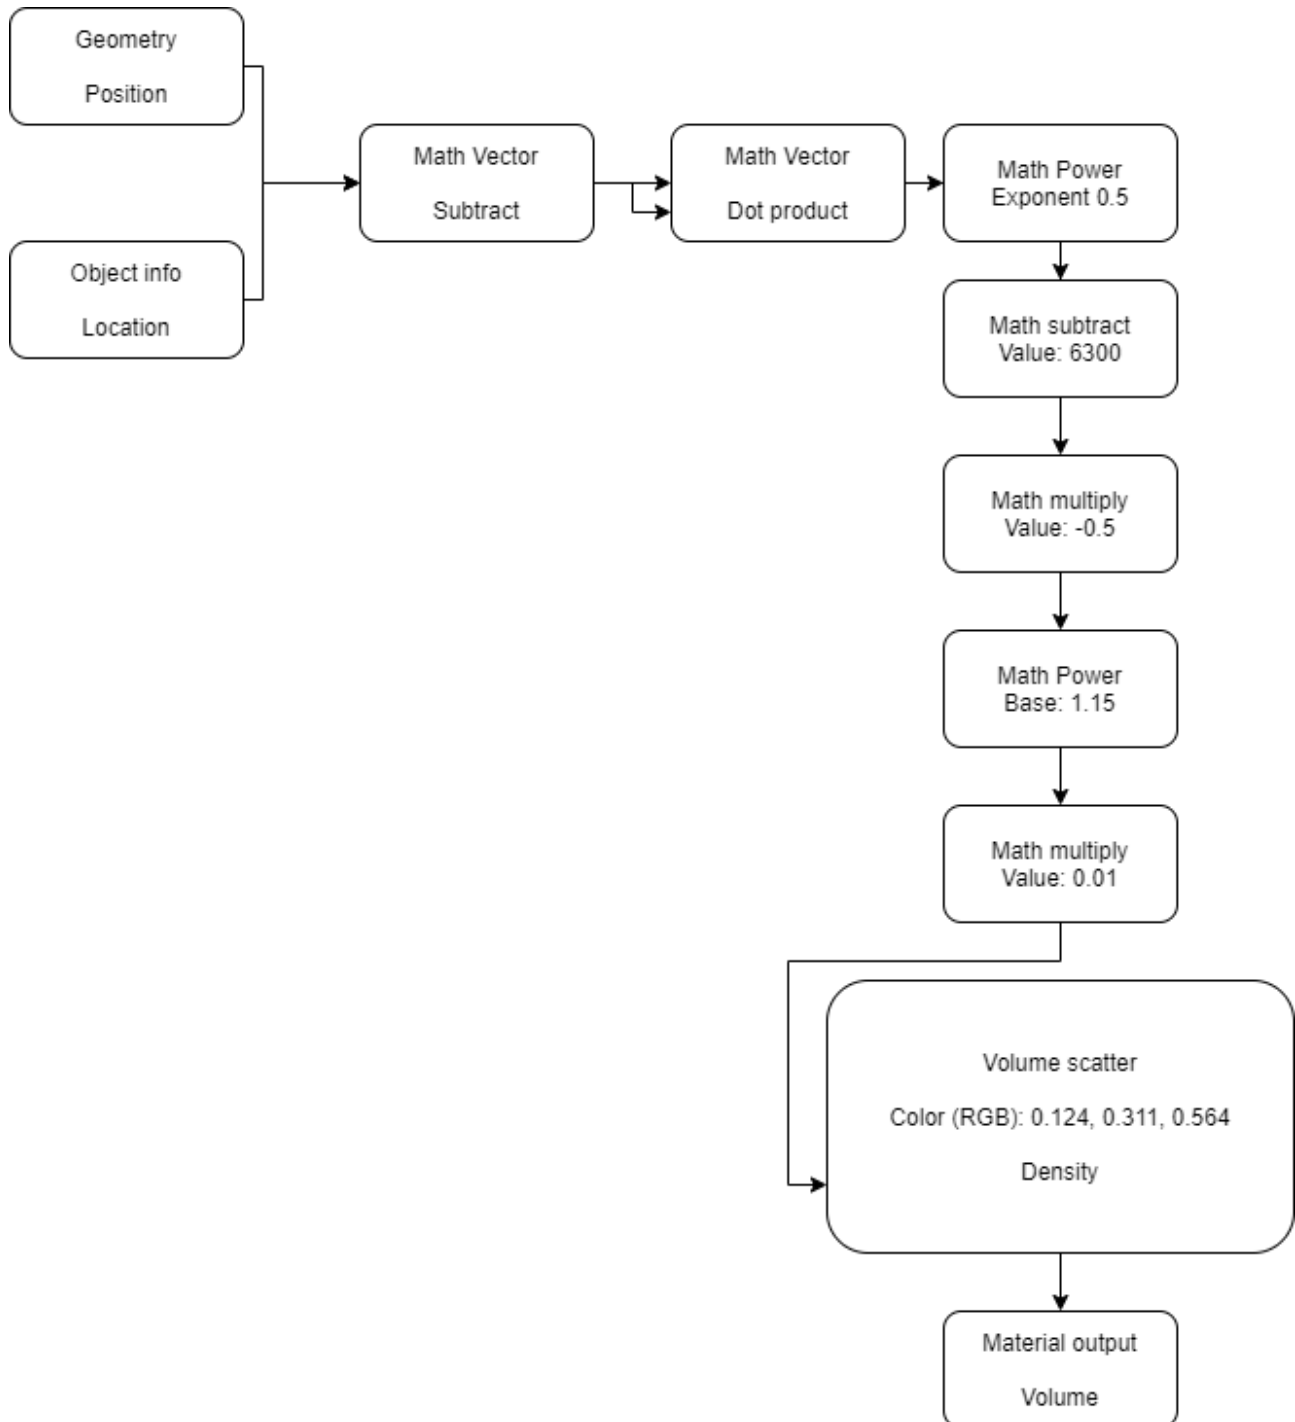 Geometry
Position
Object info
Location
Math Vector
Subtract
Math Vector
Dot product
Math Power
Exponent 0.5
Math subtract
Value: 6300
Math multiply
Value: -0.5
Math Power
Base: 1.15
Math multiply
Value: 0.01
Volume scatter
Color (RGB): 0.124, 0.311, 0.564
Density
Material output
Volume